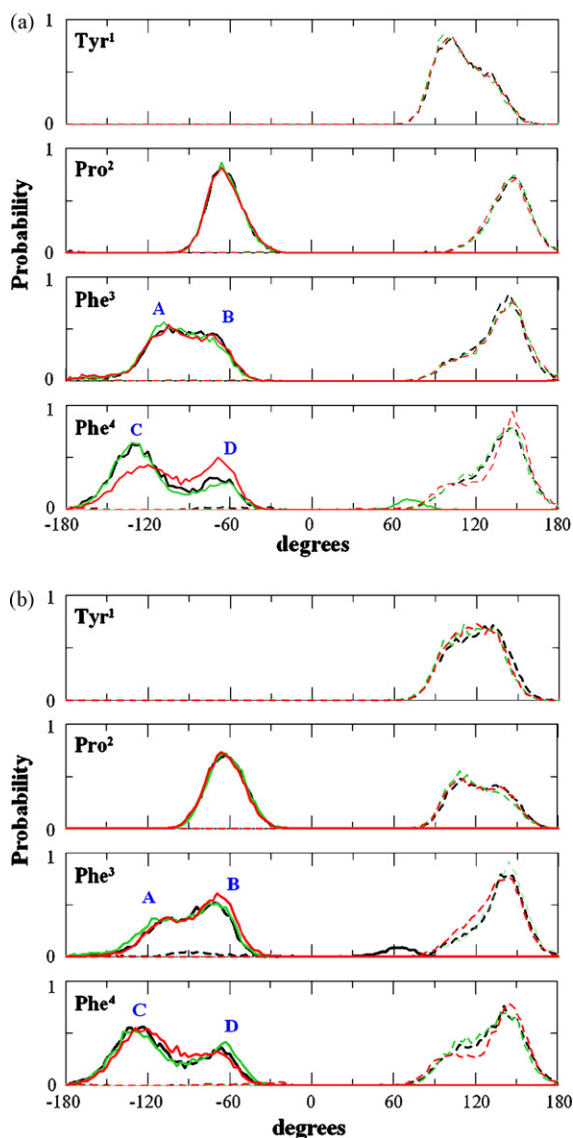 (a)
Tyr¹
1
0
Pro²
1
0
Phe³
A B
1
0
Phe⁴
C D
1
0
-180 -120 -60 0 60 120 180
degrees
Probability
(b)
Tyr¹
1
0
Pro²
1
0
Phe³
A B
1
0
Phe⁴
C D
1
0
-180 -120 -60 0 60 120 180
degrees
Probability